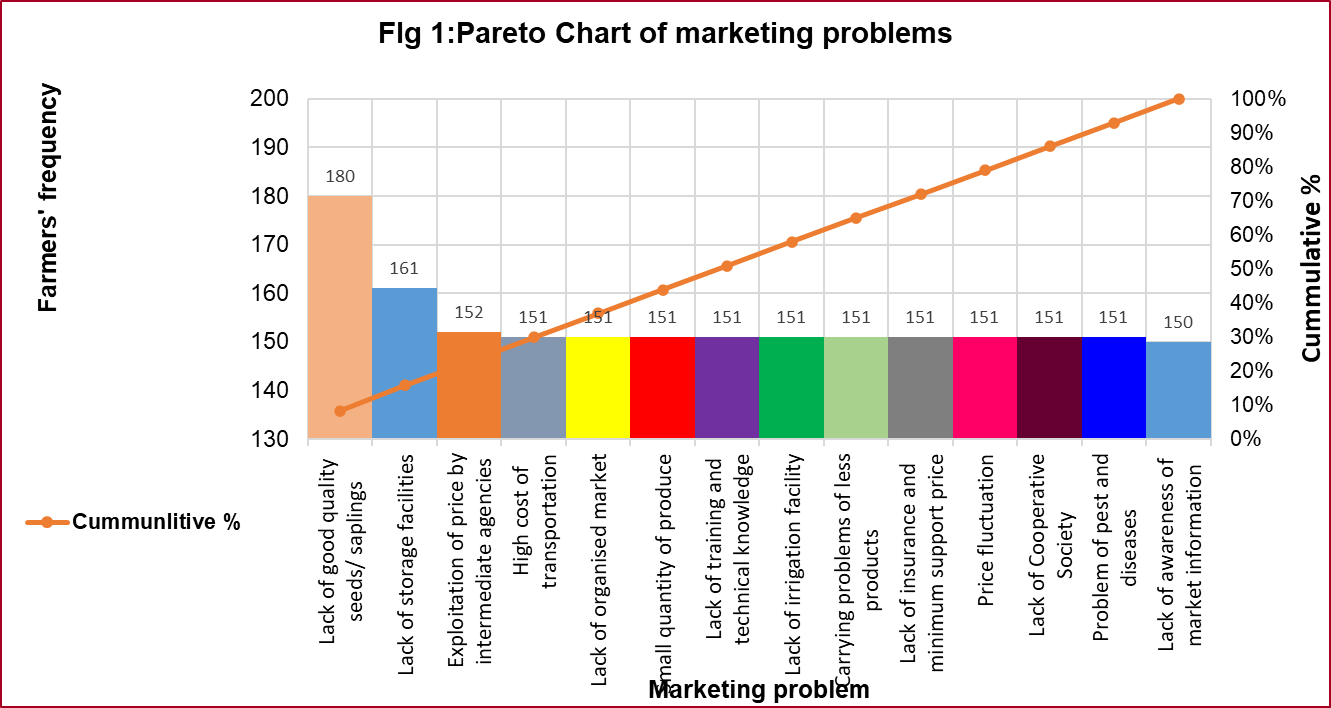 FIg 1:Pareto Chart of marketing problems
Farmers' frequency
200
190
180
170
160
150
140
130
180
161
152
151
151
151
151
151
151
151
151
151
151
150
100%
90%
80%
70%
60%
50%
40%
30%
20%
10%
0%
Cummulative %
Cummunlitive %
Lack of good quality
seeds/ saplings
Lack of storage facilities
Exploitation of price by
intermediate agencies
High cost of
transportation
Lack of organised market
Small quantity of produce
Lack of training and
technical knowledge
Lack of irrigation facility
Carrying problems of less
products
Lack of insurance and
minimum support price
Price fluctuation
Lack of Cooperative
Society
Problem of pest and
diseases
Lack of awareness of
market information
Marketing problem